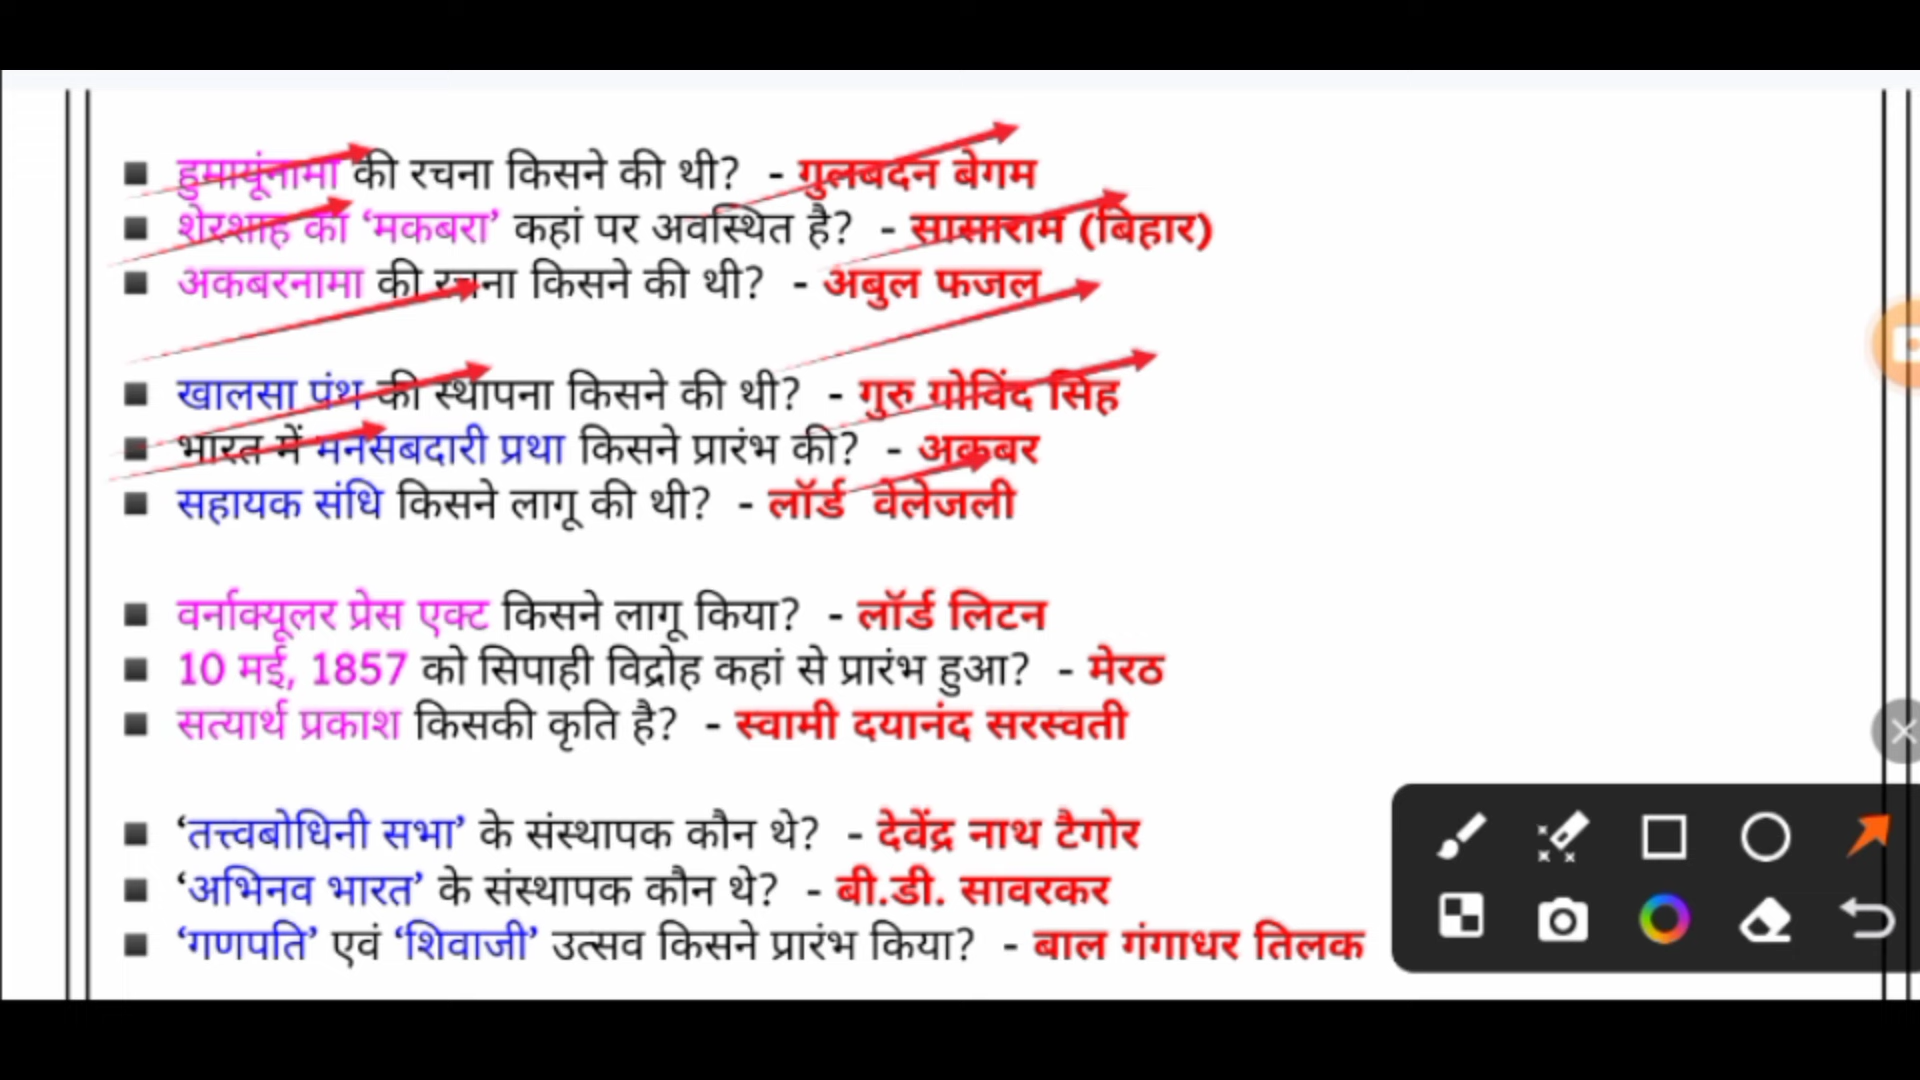 हुमायूंनामा की रचना किसने की थी? - गुलबदन बेगम
शेरशाह का ‘मकबरा’ कहां पर अवस्थित है? - सासाराम (बिहार)
अकबरनामा की रचना किसने की थी? - अबुल फजल
खालसा पंथ की स्थापना किसने की थी? - गुरु गोविंद सिंह
भारत में मनसबदारी प्रथा किसने प्रारंभ की? - अकबर
सहायक संधि किसने लागू की थी? - लॉर्ड वेलेजली
वर्नाक्यूलर प्रेस एक्ट किसने लागू किया? - लॉर्ड लिटन
10 मई, 1857 को सिपाही विद्रोह कहां से प्रारंभ हुआ? - मेरठ
सत्यार्थ प्रकाश किसकी कृति है? - स्वामी दयानंद सरस्वती
‘तत्त्वबोधिनी सभा’ के संस्थापक कौन थे? - देवेंद्र नाथ टैगोर
‘अभिनव भारत’ के संस्थापक कौन थे? - बी.डी. सावरकर
‘गणपति’ एवं ‘शिवाजी’ उत्सव किसने प्रारंभ किया? - बाल गंगाधर तिलक